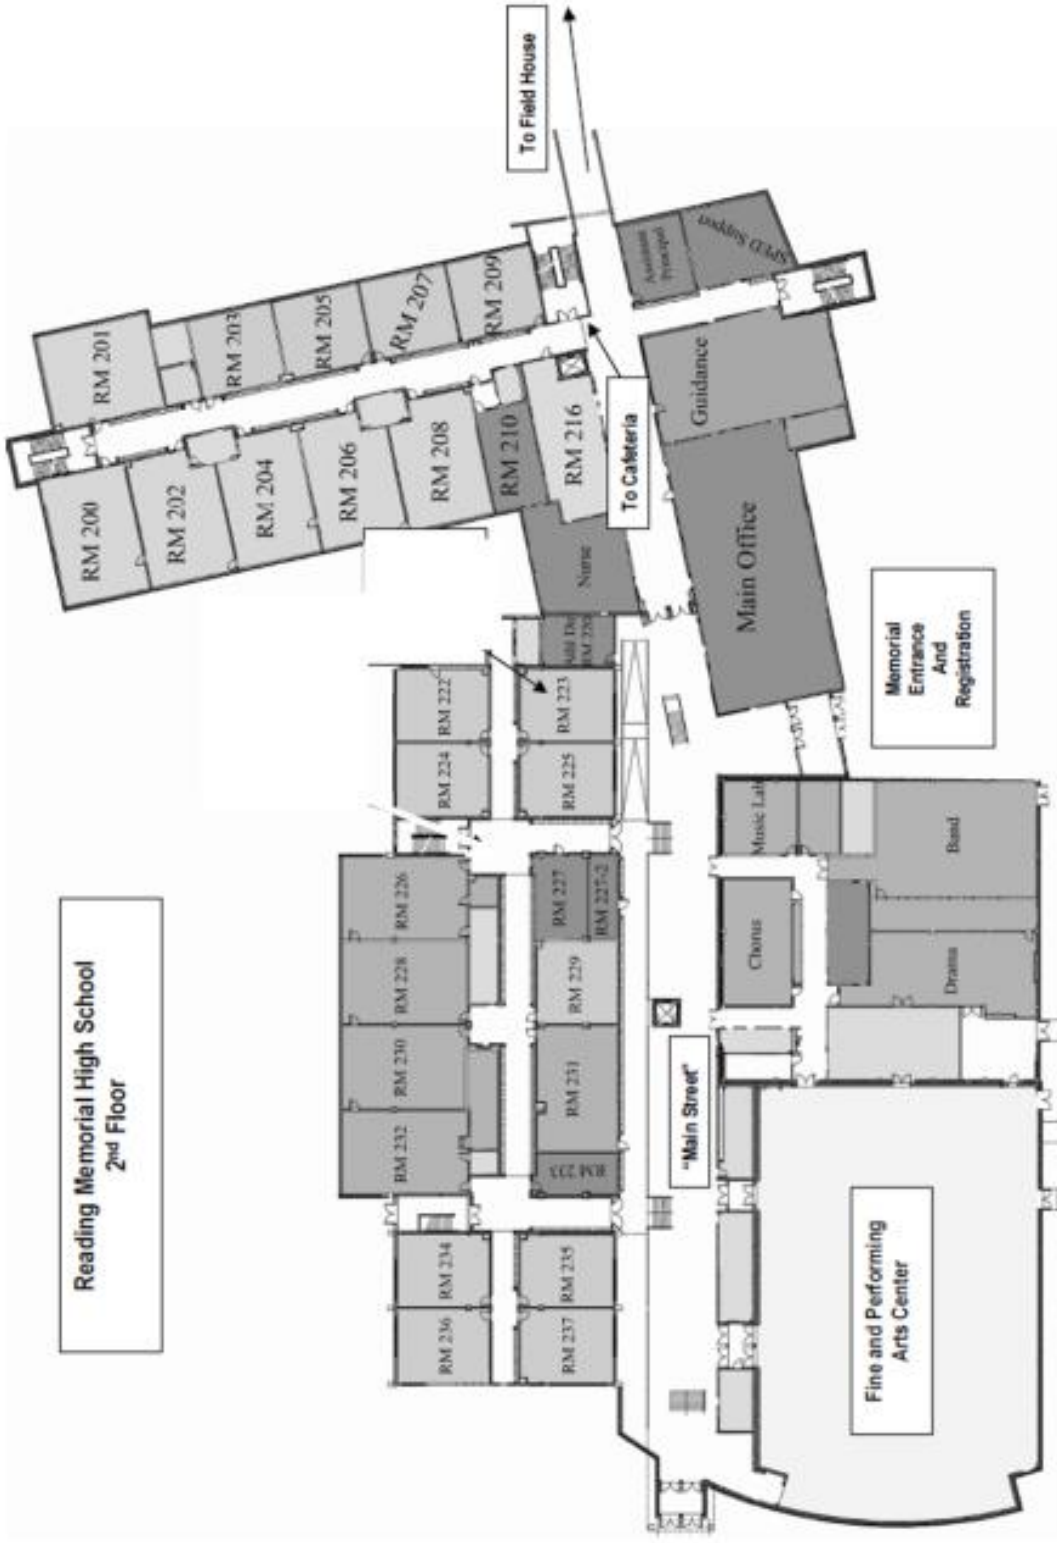 Reading Memorial High School
2nd Floor
To Field House
RM 201
RM 203
RM 205
RM 207
RM 209
RM 200
RM 202
RM 204
RM 206
RM 208
RM 210
RM 216
Nurse
Assistant
Principal
SPED Support
Guidance
Main Office
To Cafeteria
Memorial
Entrance
And
Registration
RM 220
RM 222
RM 223
RM 224
RM 225
RM 226
RM 227
RM 227-2
RM 228
RM 229
RM 230
RM 231
RM 232
RM 233
RM 234
RM 235
RM 236
RM 237
"Main Street"
Music Lab
Chorus
Band
Drama
Fine and Performing
Arts Center